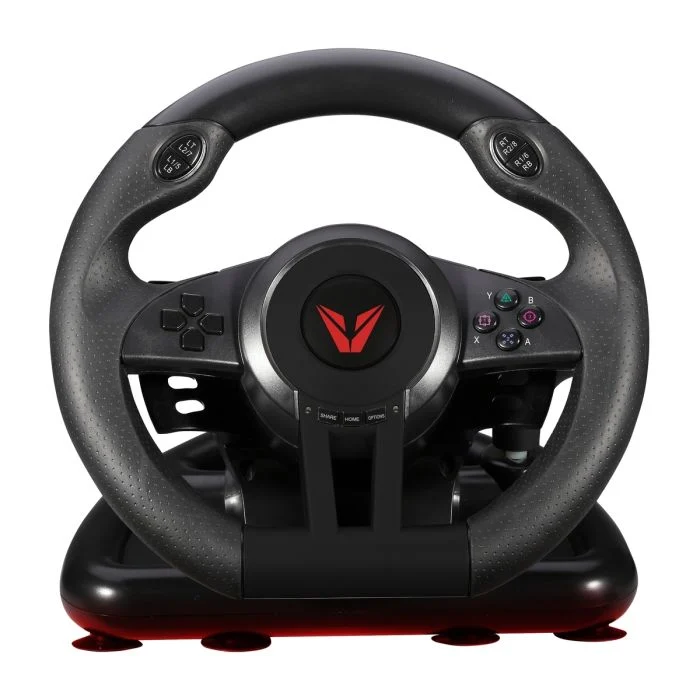 LT
L2/7
L1/5
LB
RT
R2/8
R1/6
RB
Y
B
X
A
SHARE
HOME
OPTIONS